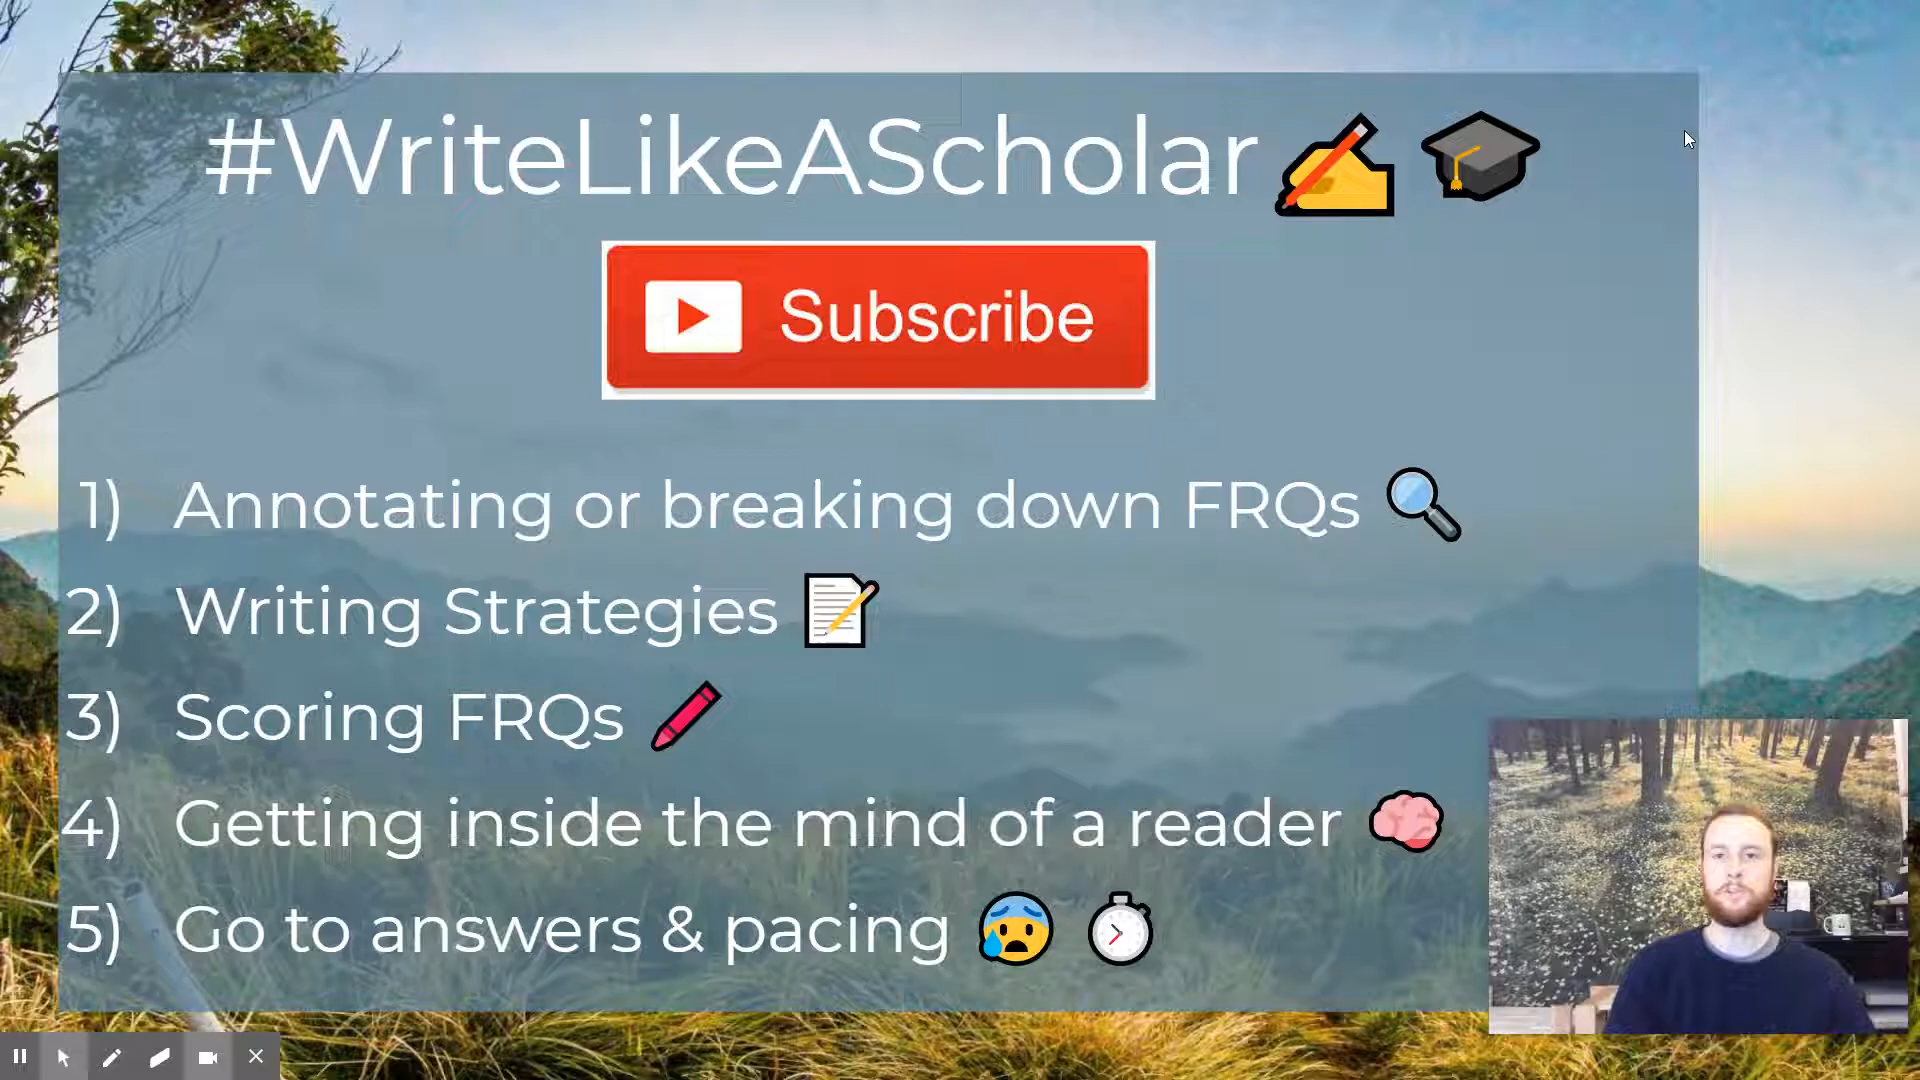 #WriteLikeAScholar
Subscribe
1) Annotating or breaking down FRQs
2) Writing Strategies
3) Scoring FRQs
4) Getting inside the mind of a reader
5) Go to answers & pacing